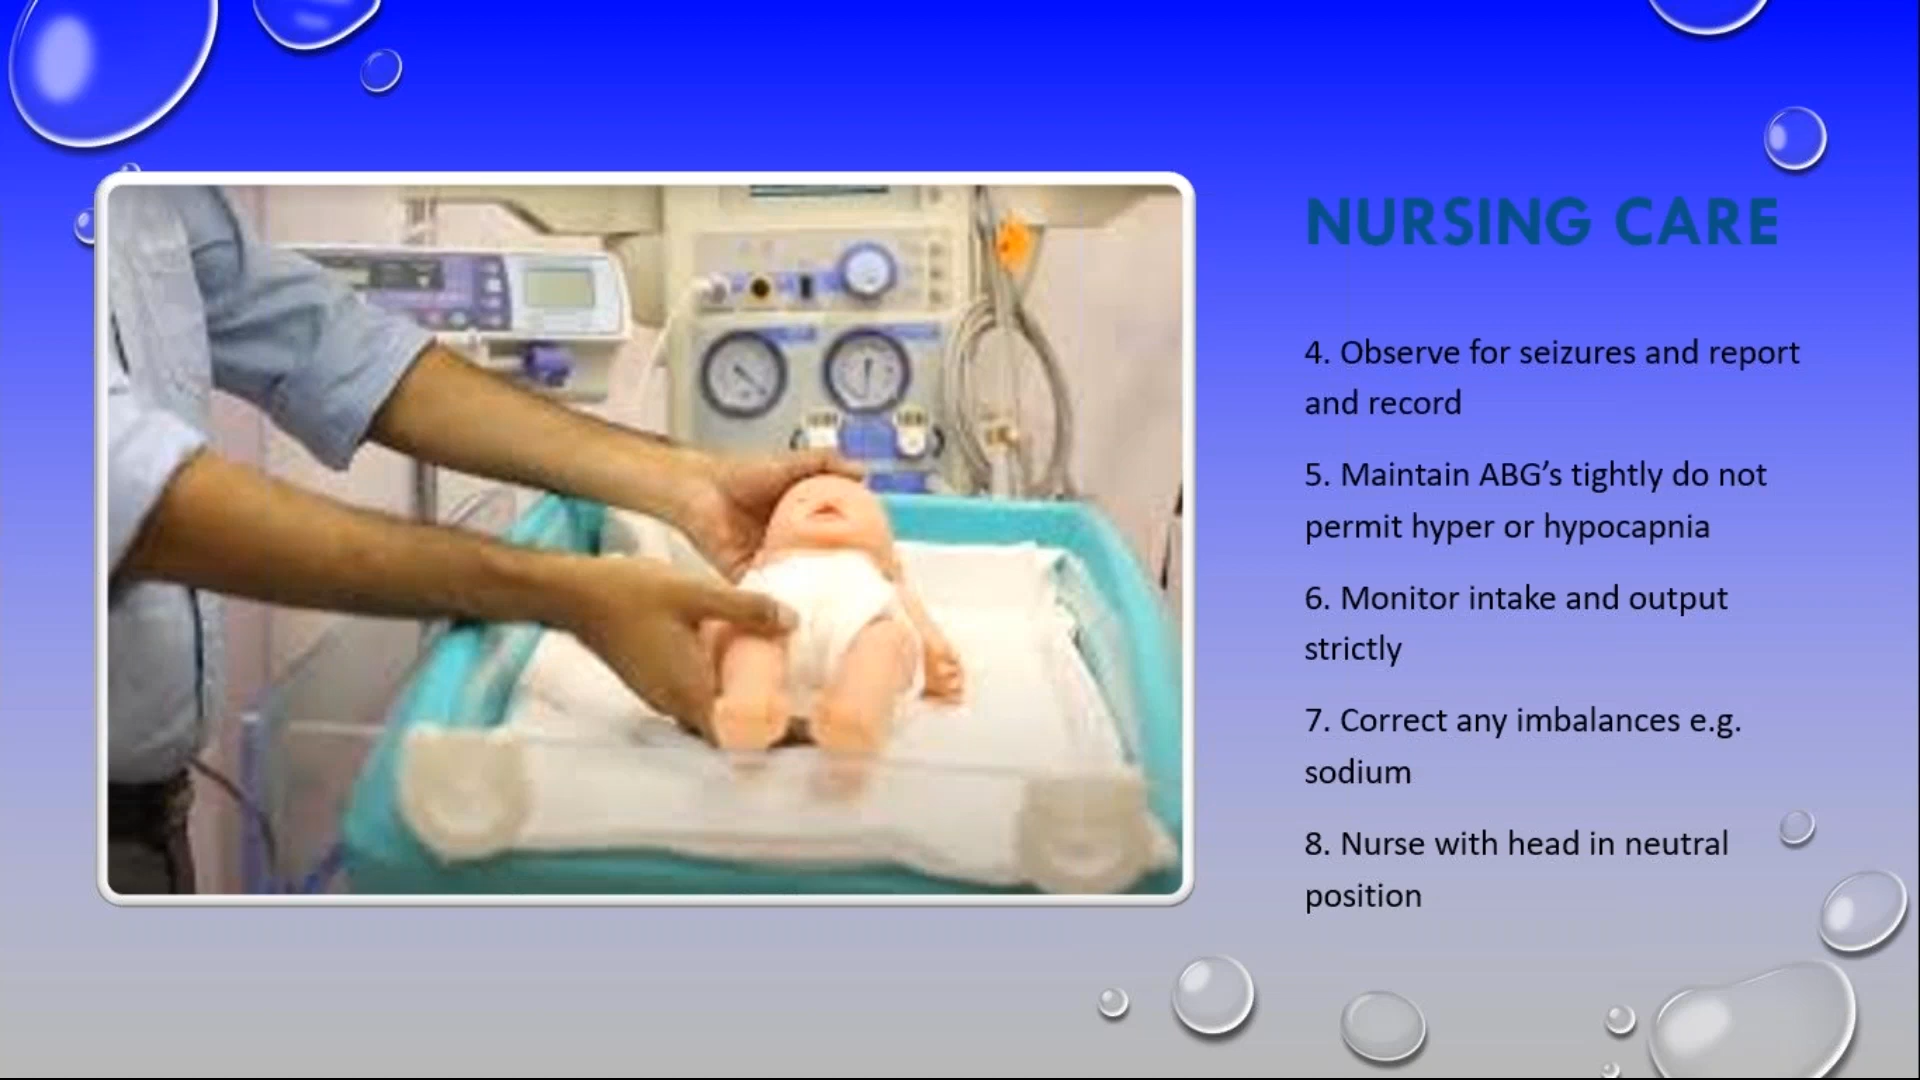 NURSING CARE
4. Observe for seizures and report
and record
5. Maintain ABG’s tightly do not
permit hyper or hypocapnia
6. Monitor intake and output
strictly
7. Correct any imbalances e.g.
sodium
8. Nurse with head in neutral
position